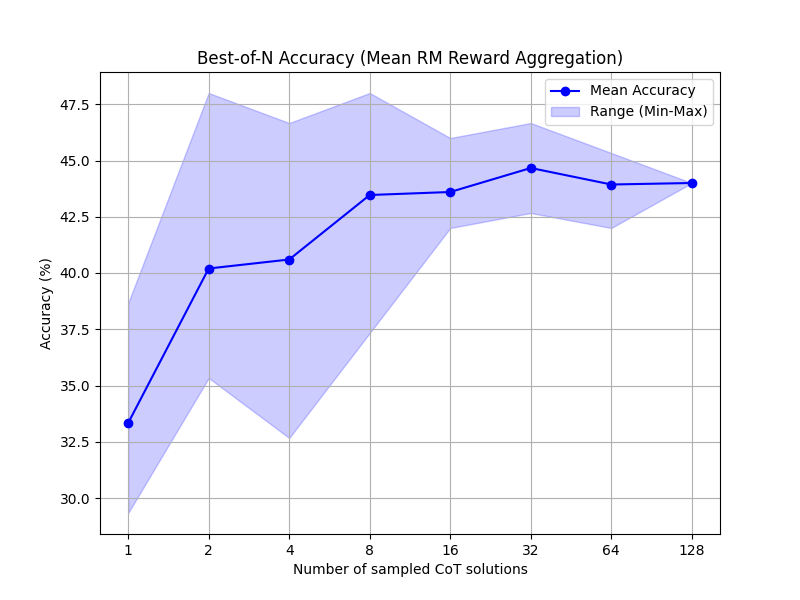 Best-of-N Accuracy (Mean RM Reward Aggregation)
Mean Accuracy
Range (Min-Max)
Accuracy (%)
47.5
45.0
42.5
40.0
37.5
35.0
32.5
30.0
1 2 4 8 16 32 64 128
Number of sampled CoT solutions